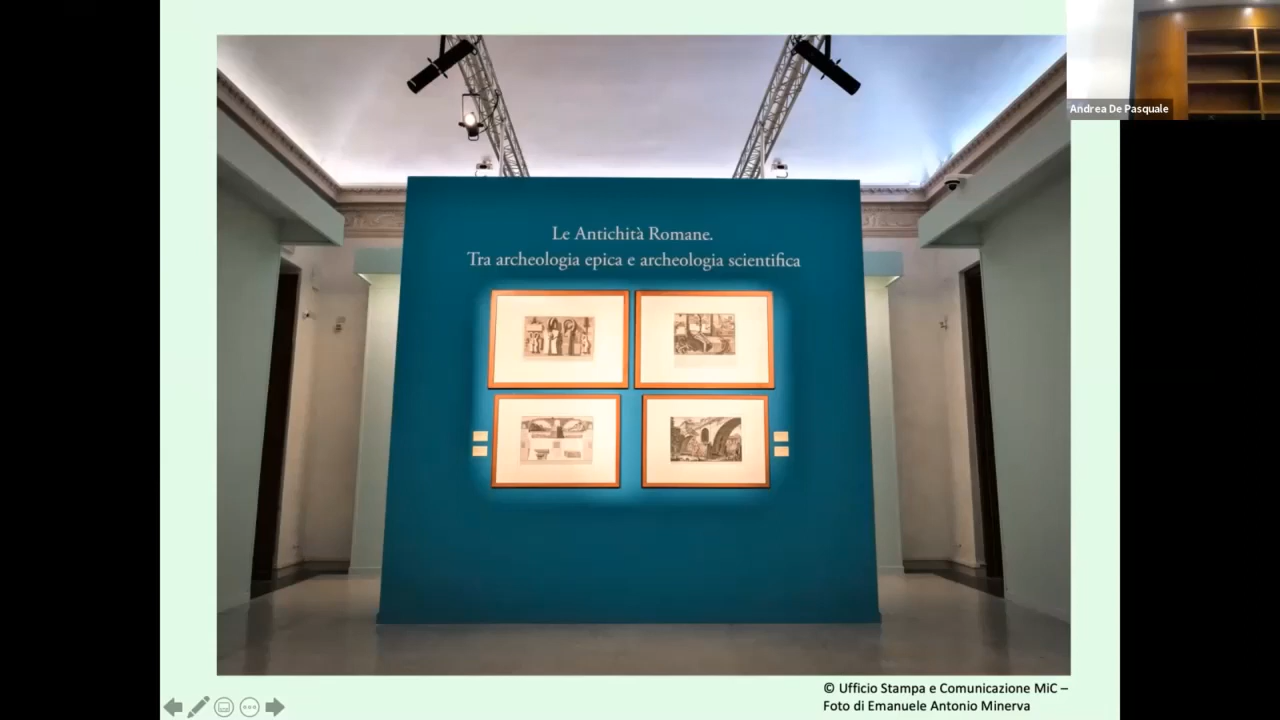 Andrea De Pasquale
Le Antichità Romane.
Tra archeologia epica e archeologia scientifica
© Ufficio Stampa e Comunicazione MiC –
Foto di Emanuele Antonio Minerva